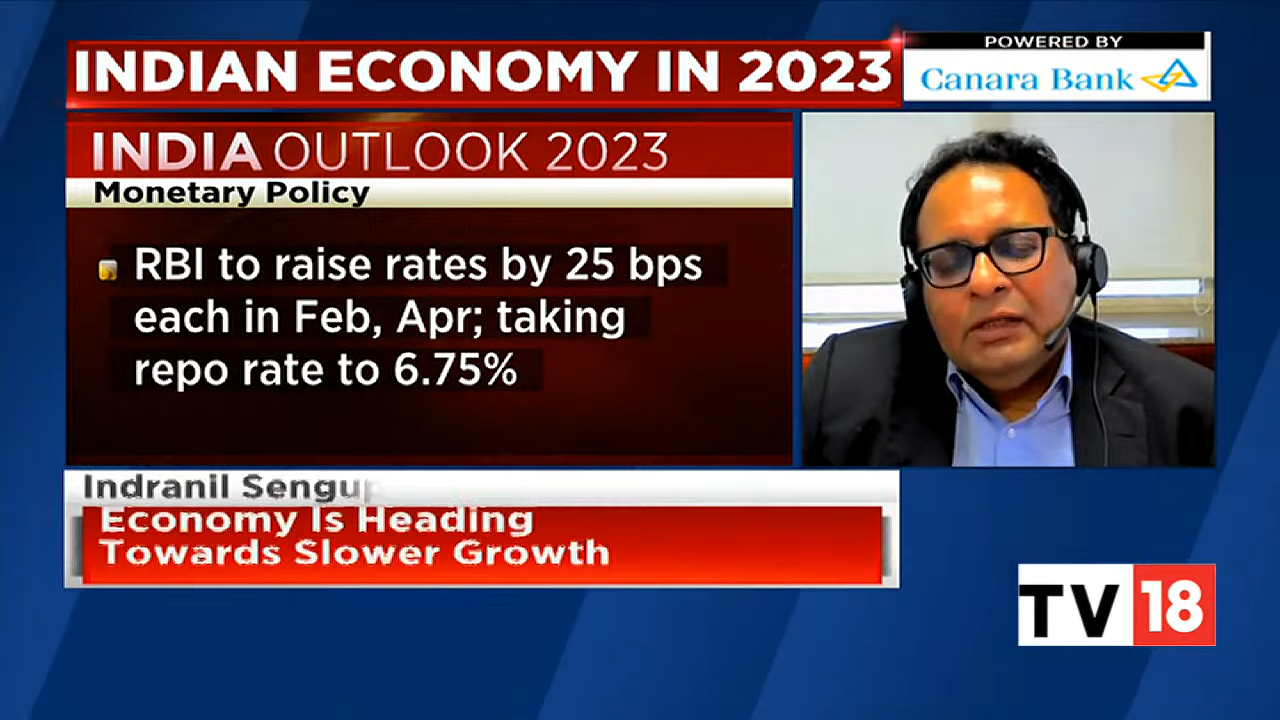 INDIAN ECONOMY IN 2023
POWERED BY
Canara Bank
INDIA OUTLOOK 2023
Monetary Policy
RBI to raise rates by 25 bps
each in Feb, Apr; taking
repo rate to 6.75%
Indranil
Economy Is Heading
Towards Slower Growth
TV18